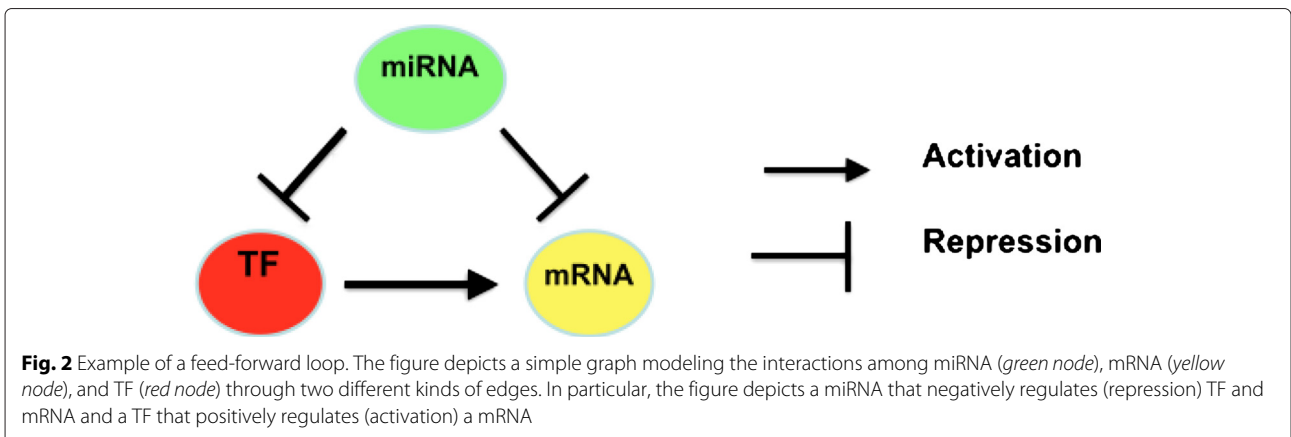 miRNA
Activation
Repression
TF
mRNA
Fig. 2 Example of a feed-forward loop. The figure depicts a simple graph modeling the interactions among miRNA (green node), mRNA (yellow
node), and TF (red node) through two different kinds of edges. In particular, the figure depicts a miRNA that negatively regulates (repression) TF and
mRNA and a TF that positively regulates (activation) a mRNA